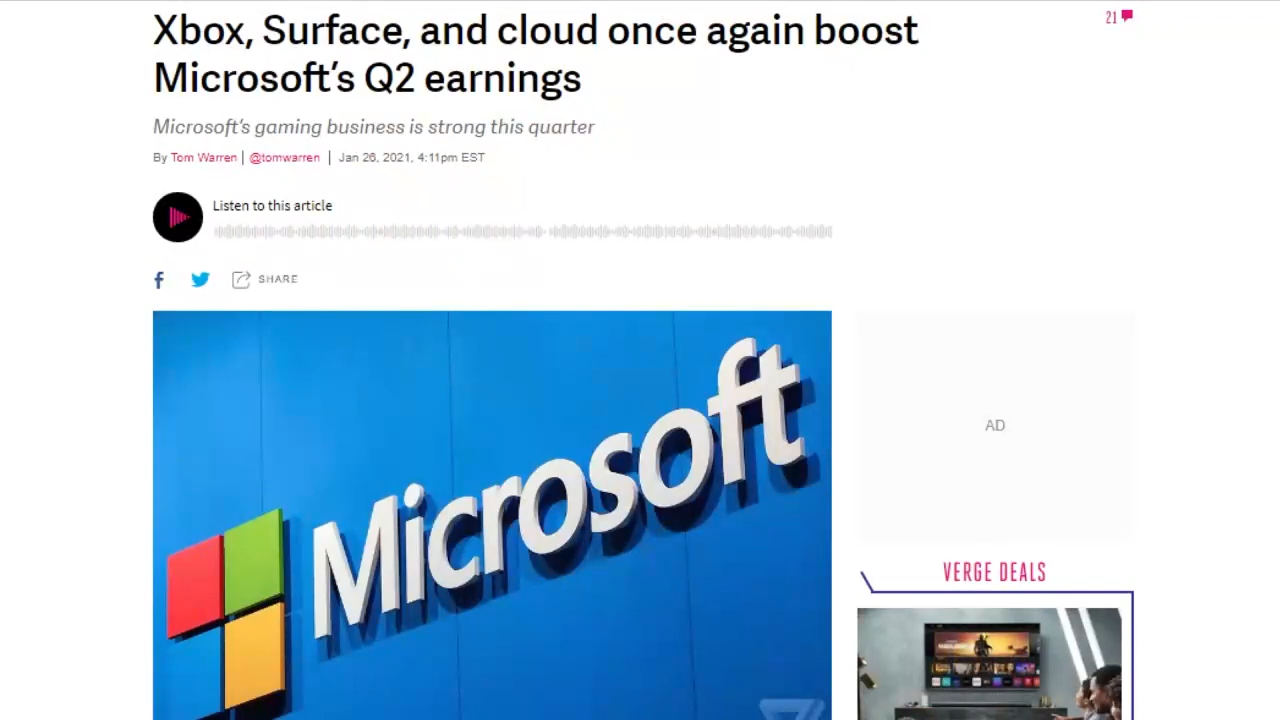 Xbox, Surface, and cloud once again boost
Microsoft's Q2 earnings
21
Microsoft's gaming business is strong this quarter
By Tom Warren | @tomwarren | Jan 26, 2021, 4:11pm EST
Listen to this article
SHARE
Microsoft
AD
VERGE DEALS